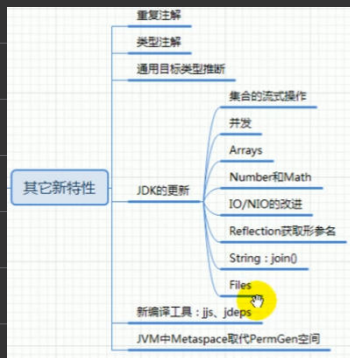 其它新特性
重复注解
类型注解
通用目标类型推断
JDK的更新
集合的流式操作
并发
Arrays
Number和Math
IO/NIO的改进
Reflection获取形参名
String：join()
Files
新编译工具：jjs、jdeps
JVM中Metaspace取代PermGen空间